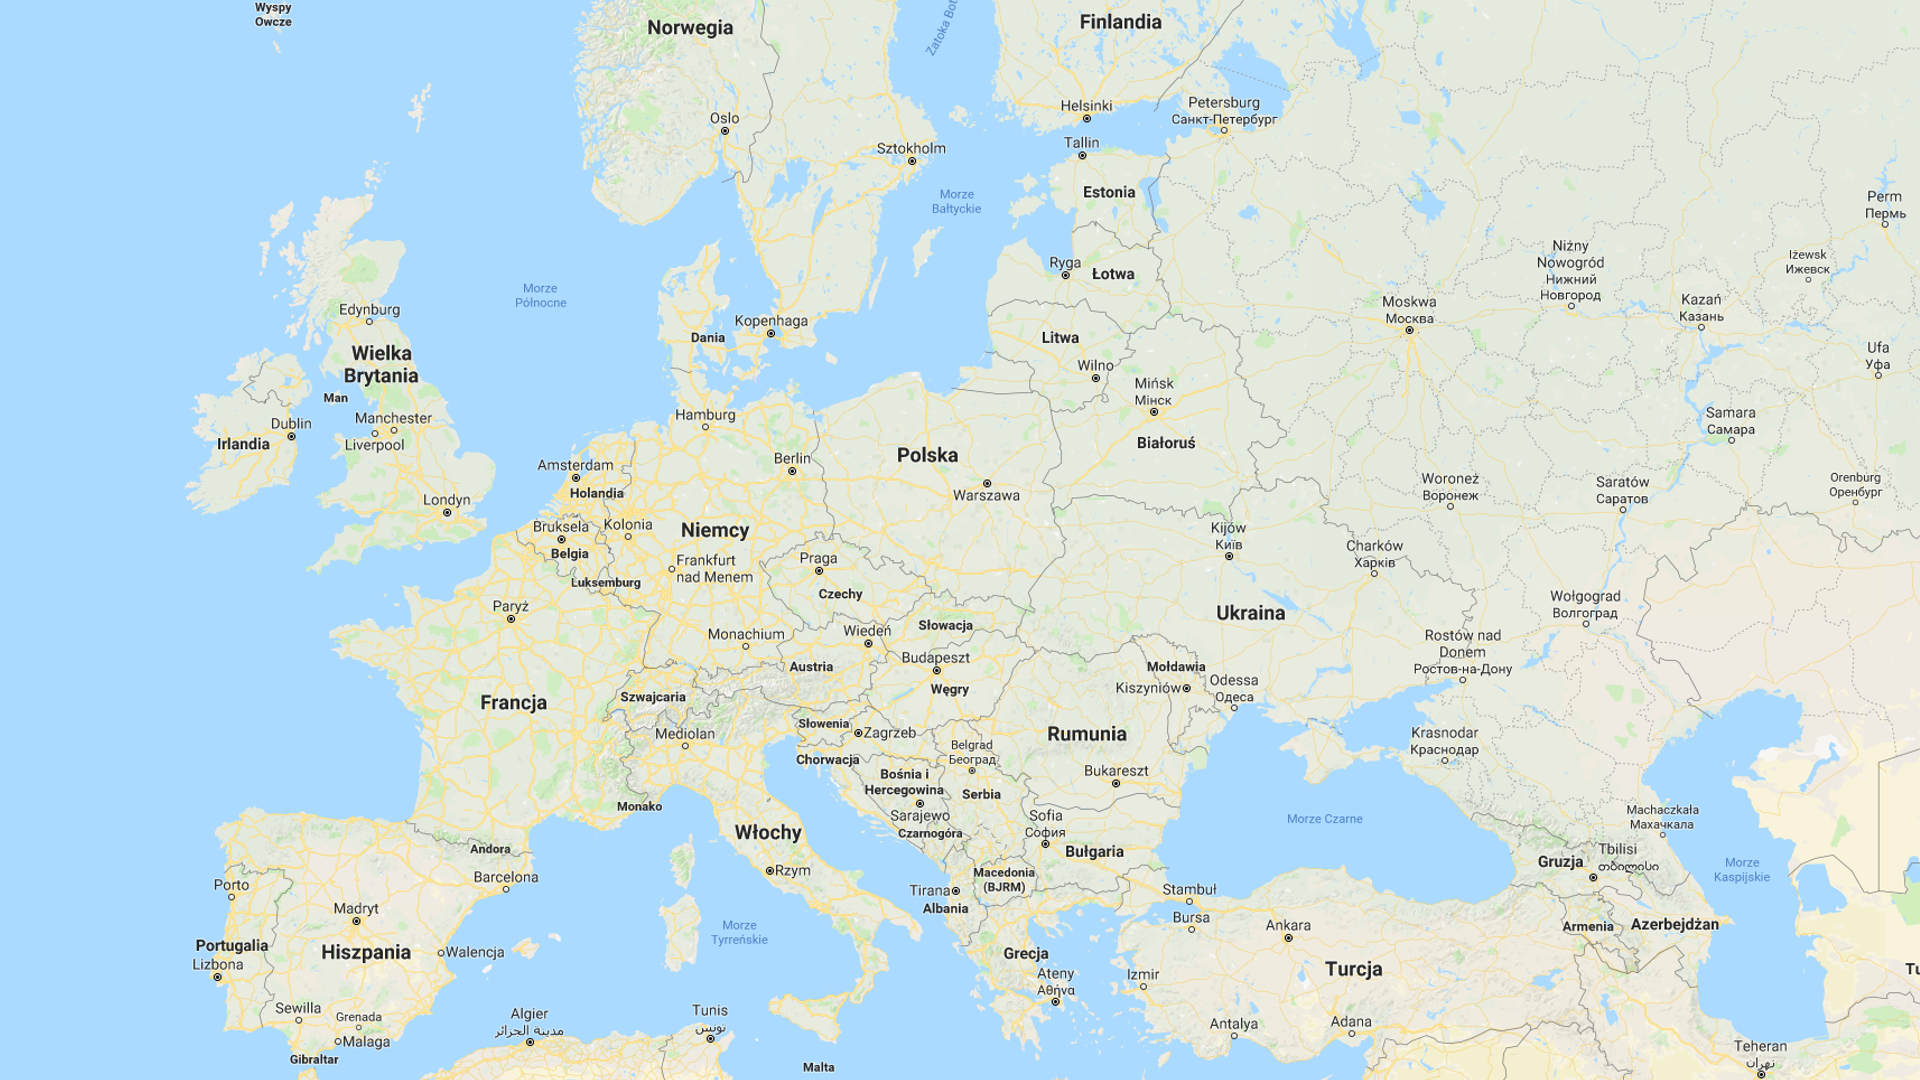 Wyspy
Owcze
Norwegia
Zatoka Bot
Finlandia
Oslo
Sztokholm
Helsinki
Tallin
Petersburg
Санкт-Петербург
Estonia
Morze
Bałtyckie
Ryga
Łotwa
Perm
Пермь
Iżewsk
Ижевск
Niżny
Nowogród
Нижний
Новгород
Kazań
Казань
Moskwa
Москва
Ufa
Уфа
Morze
Północne
Edynburg
Wielka
Brytania
Man
Kopenhaga
Dania
Litwa
Wilno
Mińsk
Мінск
Białoruś
Samara
Самара
Dublin
Irlandia
Manchester
Liverpool
Londyn
Hamburg
Berlin
Amsterdam
Holandia
Bruksela
Belgia
Kolonia
Niemcy
Luksemburg
Frankfurt
nad Menem
Polska
Warszawa
Woroneż
Воронеж
Saratów
Саратов
Orenburg
Оренбург
Kijów
Київ
Charków
Харків
Ukraina
Wołgograd
Волгоград
Rostów nad
Donem
Ростов-на-Дону
Praga
Czechy
Paryż
Monachium
Wiedeń
Słowacja
Austria
Budapeszt
Węgry
Mołdawia
Kiszyniów
Odessa
Одеса
Francja
Szwajcaria
Mediolan
Słowenia
Zagrzeb
Chorwacja
Belgrad
Београд
Rumunia
Bukareszt
Krasnodar
Краснодар
Bośnia i
Hercegowina
Sarajewo
Serbia
Czarnogóra
Monako
Włochy
Rzym
Sofia
София
Bułgaria
Macedonia
(BJRM)
Tirana
Albania
Morze Czarne
Machaczkała
Махачкала
Gruzja
Tbilisi
თბილისი
Morze
Kaspijskie
Armenia
Azerbejdżan
Andora
Barcelona
Porto
Madryt
Portugalia
Lizbona
Hiszpania
Walencja
Sewilla
Grenada
Malaga
Gibraltar
Morze
Tyrreńskie
Algier
مدينة الجزائر
Tunis
تونس
Malta
Grecja
Ateny
Αθήνα
Stambuł
Bursa
Izmir
Ankara
Turcja
Antalya
Adana
Teheran
تهران
Tu